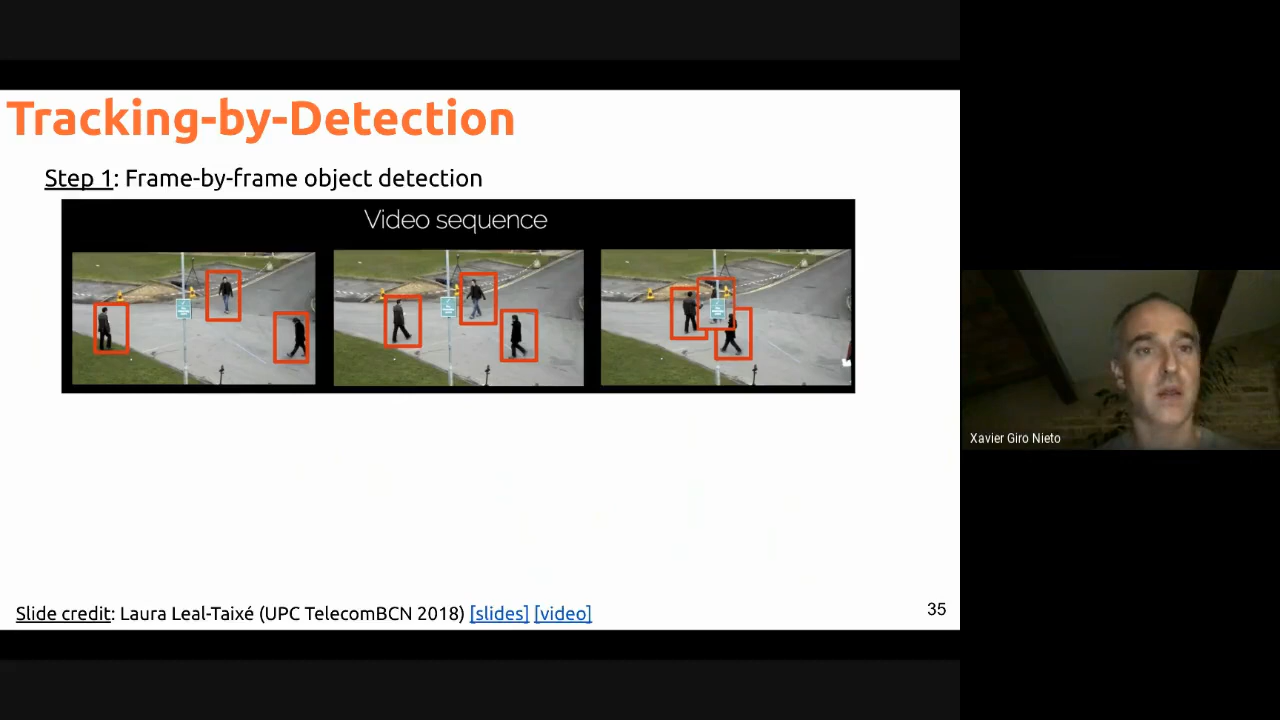 Tracking-by-Detection
Step 1: Frame-by-frame object detection
Video sequence
Xavier Giro Nieto
Slide credit: Laura Leal-Taixé (UPC TelecomBCN 2018) [slides] [video]
35